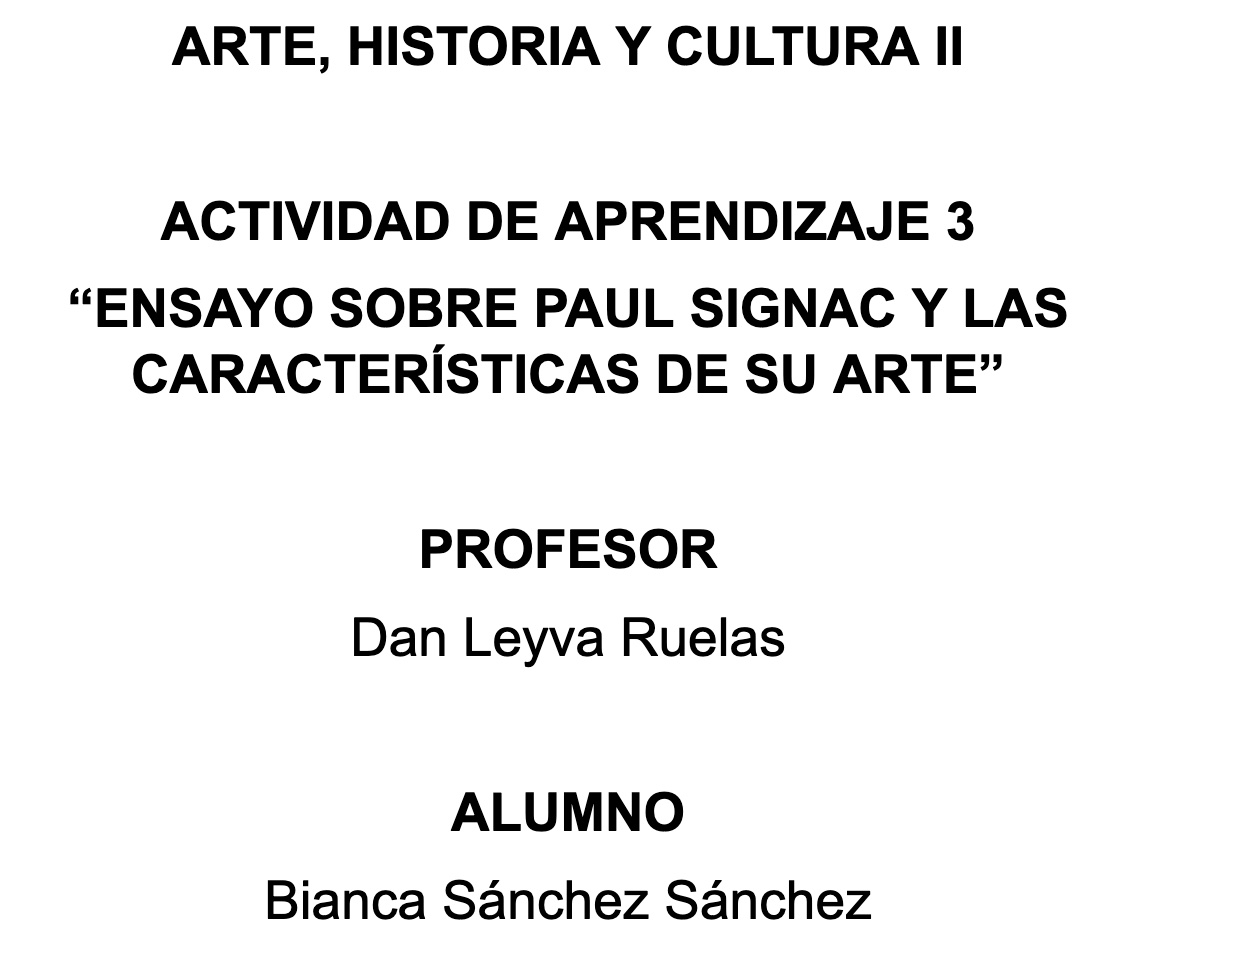 ARTE, HISTORIA Y CULTURA II
ACTIVIDAD DE APRENDIZAJE 3
“ENSAYO SOBRE PAUL SIGNAC Y LAS
CARACTERÍSTICAS DE SU ARTE”
PROFESOR
Dan Leyva Ruelas
ALUMNO
Bianca Sánchez Sánchez